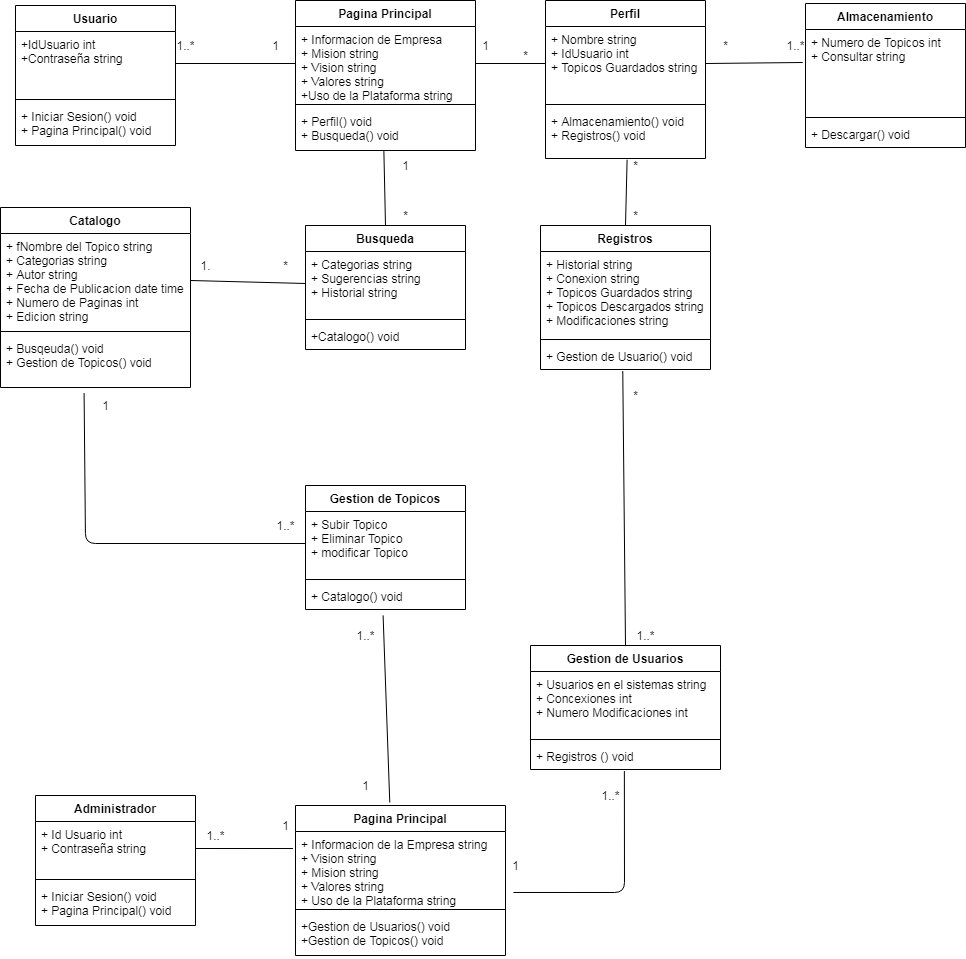 Usuario
+IdUsuario int
+Contraseña string
+ Iniciar Sesion() void
+ Pagina Principal() void
1..*
1
Pagina Principal
+ Informacion de Empresa
+ Mision string
+ Vision string
+ Valores string
+Uso de la Plataforma string
+ Perfil() void
+ Busqueda() void
1
*
Perfil
+ Nombre string
+ IdUsuario int
+ Topicos Guardados string
+ Almacenamiento() void
+ Registros() void
*
1..*
Almacenamiento
+ Numero de Topicos int
+ Consultar string
+ Descargar() void
1
*
*
*
Catalogo
+ fNombre del Topico string
+ Categorias string
+ Autor string
+ Fecha de Publicacion date time
+ Numero de Paginas int
+ Edicion string
+ Busqeuda() void
+ Gestion de Topicos() void
1.
*
Busqueda
+ Categorias string
+ Sugerencias string
+ Historial string
+Catalogo() void
Registros
+ Historial string
+ Conexion string
+ Topicos Guardados string
+ Topicos Descargados string
+ Modificaciones string
+ Gestion de Usuario() void
1
*
1..*
Gestion de Topicos
+ Subir Topico
+ Eliminar Topico
+ modificar Topico
+ Catalogo() void
1..*
1..*
Gestion de Usuarios
+ Usuarios en el sistemas string
+ Concexiones int
+ Numero Modificaciones int
+ Registros () void
1
1..*
Administrador
+ Id Usuario int
+ Contraseña string
+ Iniciar Sesion() void
+ Pagina Principal() void
1..*
1
Pagina Principal
+ Informacion de la Empresa string
+ Vision string
+ Mision string
+ Valores string
+ Uso de la Plataforma string
+Gestion de Usuarios() void
+Gestion de Topicos() void
1